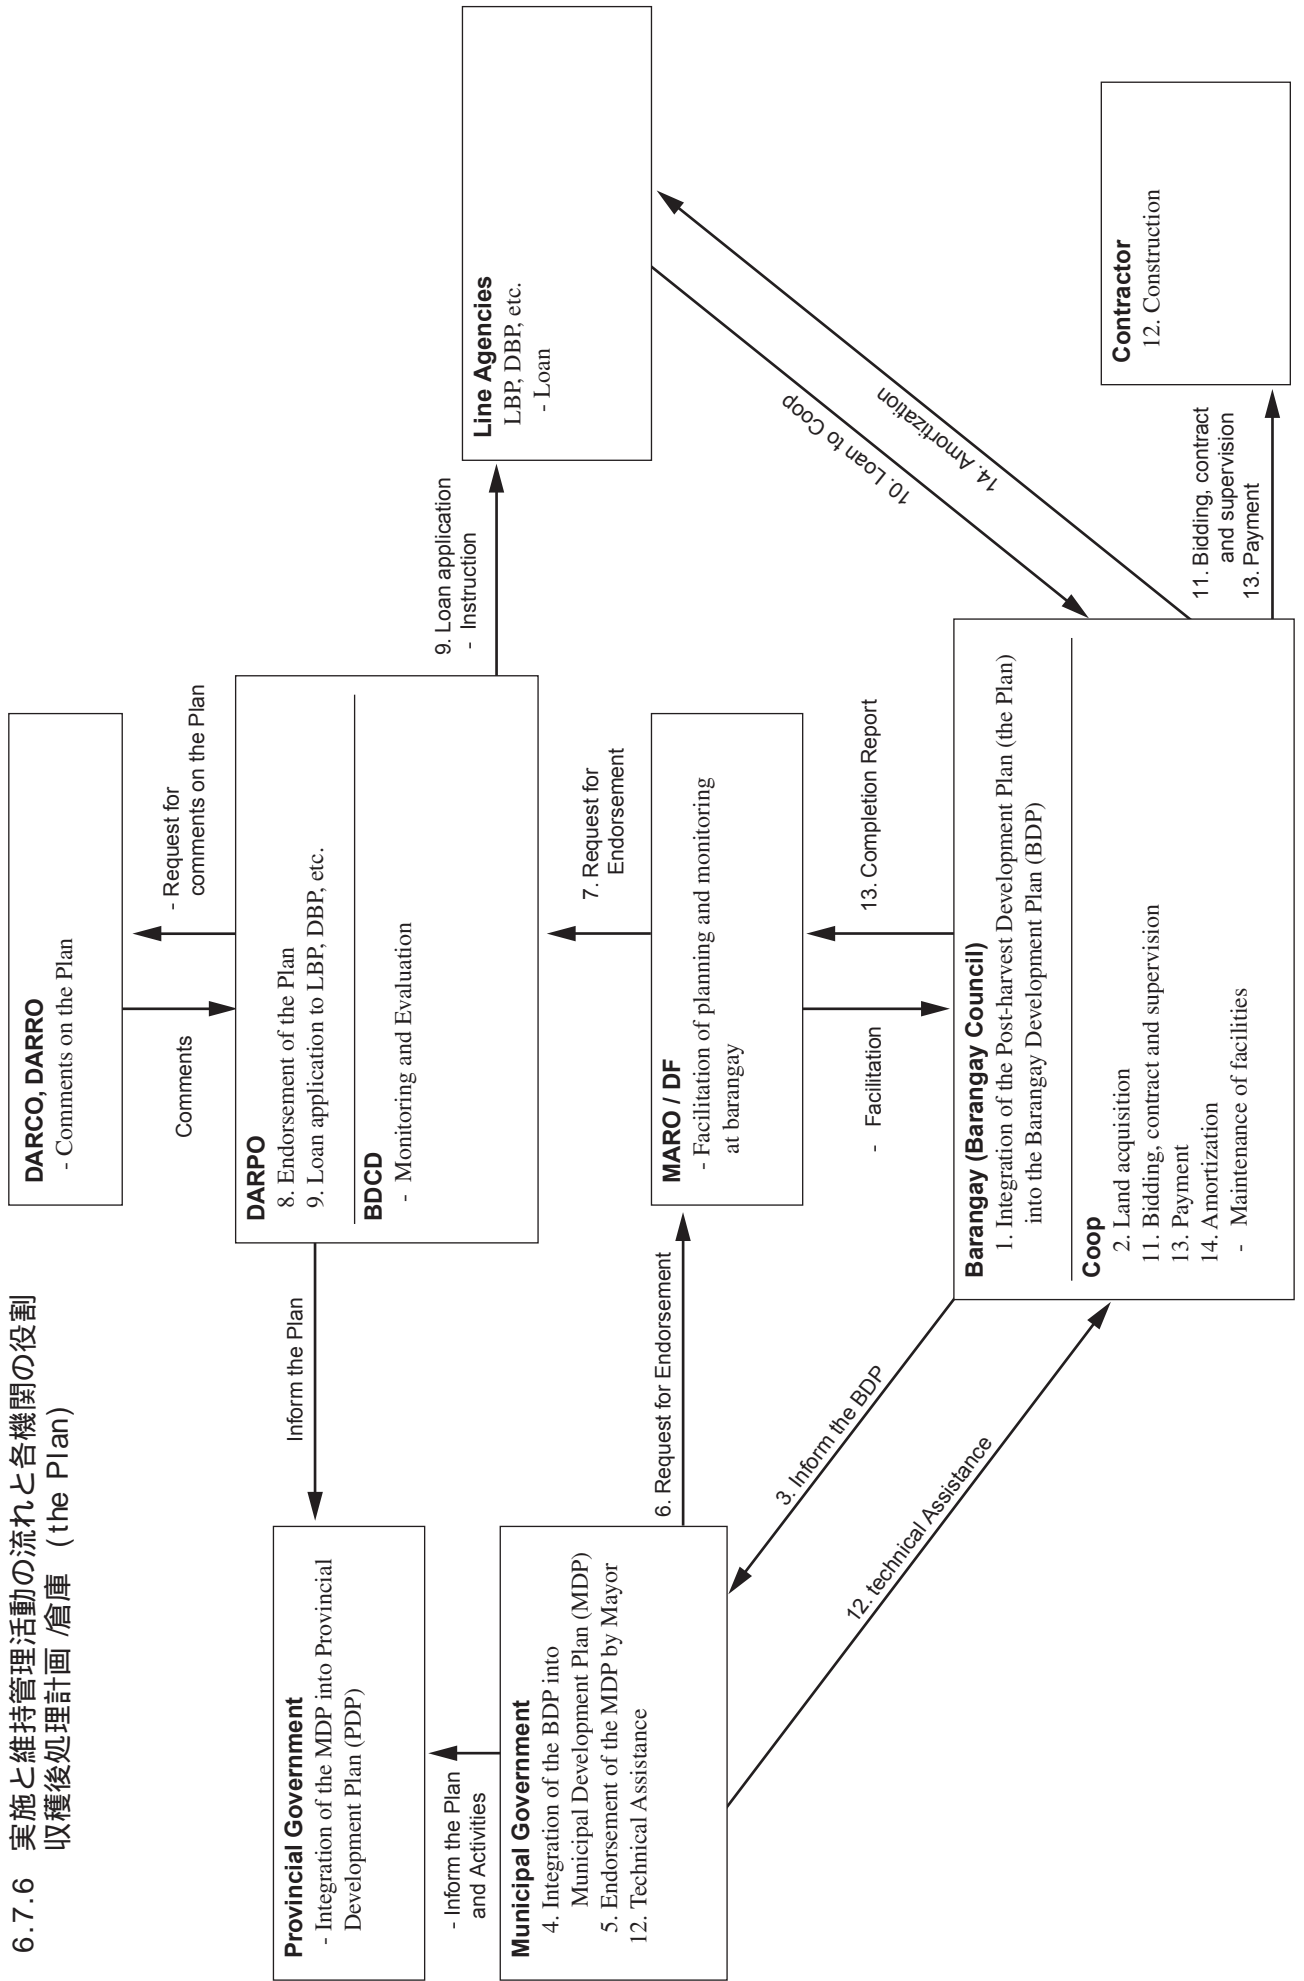 6.7.6 実施と維持管理活動の流れと各機関の役割
収穫後処理計画/倉庫 (the Plan)
DARCO, DARRO
- Comments on the Plan
Comments
- Request for
comments on the Plan
Provincial Government
- Integration of the MDP into Provincial
Development Plan (PDP)
Inform the Plan
DARPO
8. Endorsement of the Plan
9. Loan application to LBP, DBP, etc.
BDCD
- Monitoring and Evaluation
9. Loan application
- Instruction
Line Agencies
LBP, DBP, etc.
- Loan
- Inform the Plan
and Activities
Municipal Government
4. Integration of the BDP into
Municipal Development Plan (MDP)
5. Endorsement of the MDP by Mayor
12. Technical Assistance
6. Request for Endorsement
7. Request for
Endorsement
MARO / DF
- Facilitation of planning and monitoring
at barangay
10. Loan to Coop
14. Amortization
- Facilitation
13. Completion Report
3. Inform the BDP
12. technical Assistance
Barangay (Barangay Council)
1. Integration of the Post-harvest Development Plan (the Plan)
into the Barangay Development Plan (BDP)
Coop
2. Land acquisition
11. Bidding, contract and supervision
13. Payment
14. Amortization
- Maintenance of facilities
11. Bidding, contract
and supervision
13. Payment
Contractor
12. Construction